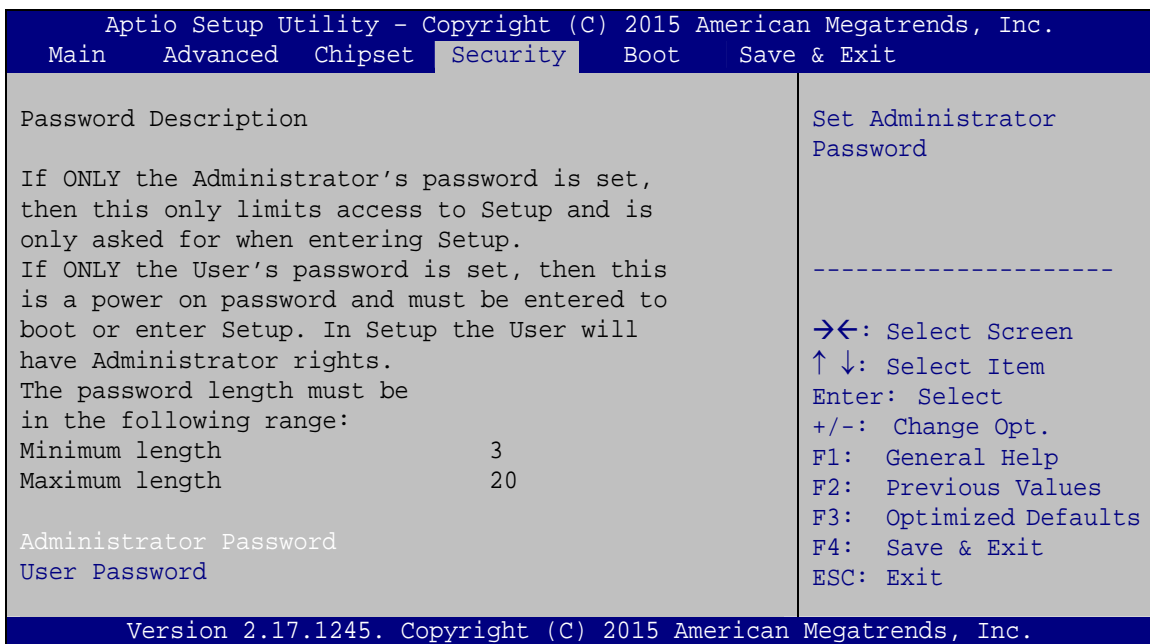 Aptio Setup Utility – Copyright (C) 2015 American Megatrends, Inc.
Main Advanced Chipset Security Boot Save & Exit
Password Description
If ONLY the Administrator’s password is set,
then this only limits access to Setup and is
only asked for when entering Setup.
If ONLY the User’s password is set, then this
is a power on password and must be entered to
boot or enter Setup. In Setup the User will
have Administrator rights.
The password length must be
in the following range:
Minimum length 3
Maximum length 20
Administrator Password
User Password
Set Administrator
Password
----------------------
→←: Select Screen
↑ ↓: Select Item
Enter: Select
+/-: Change Opt.
F1: General Help
F2: Previous Values
F3: Optimized Defaults
F4: Save & Exit
ESC: Exit
Version 2.17.1245. Copyright (C) 2015 American Megatrends, Inc.